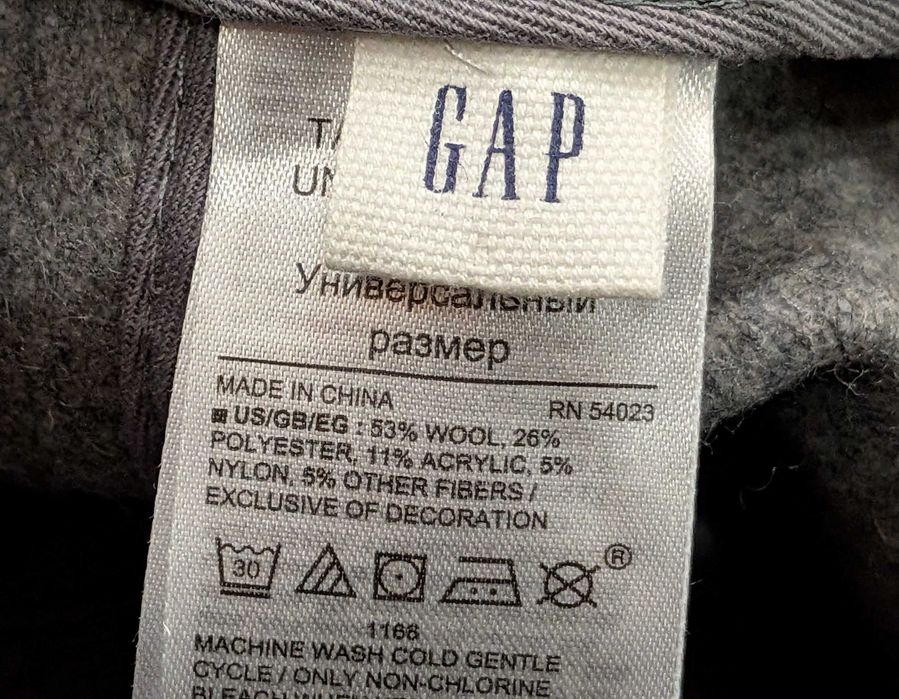 GAP
Универсальный
размер
MADE IN CHINA RN 54023
US/GB/EG : 53% WOOL, 26%
POLYESTER, 11% ACRYLIC, 5%
NYLON, 5% OTHER FIBERS /
EXCLUSIVE OF DECORATION
30
®
1166
MACHINE WASH COLD GENTLE
CYCLE / ONLY NON-CHLORINE
BLEACH